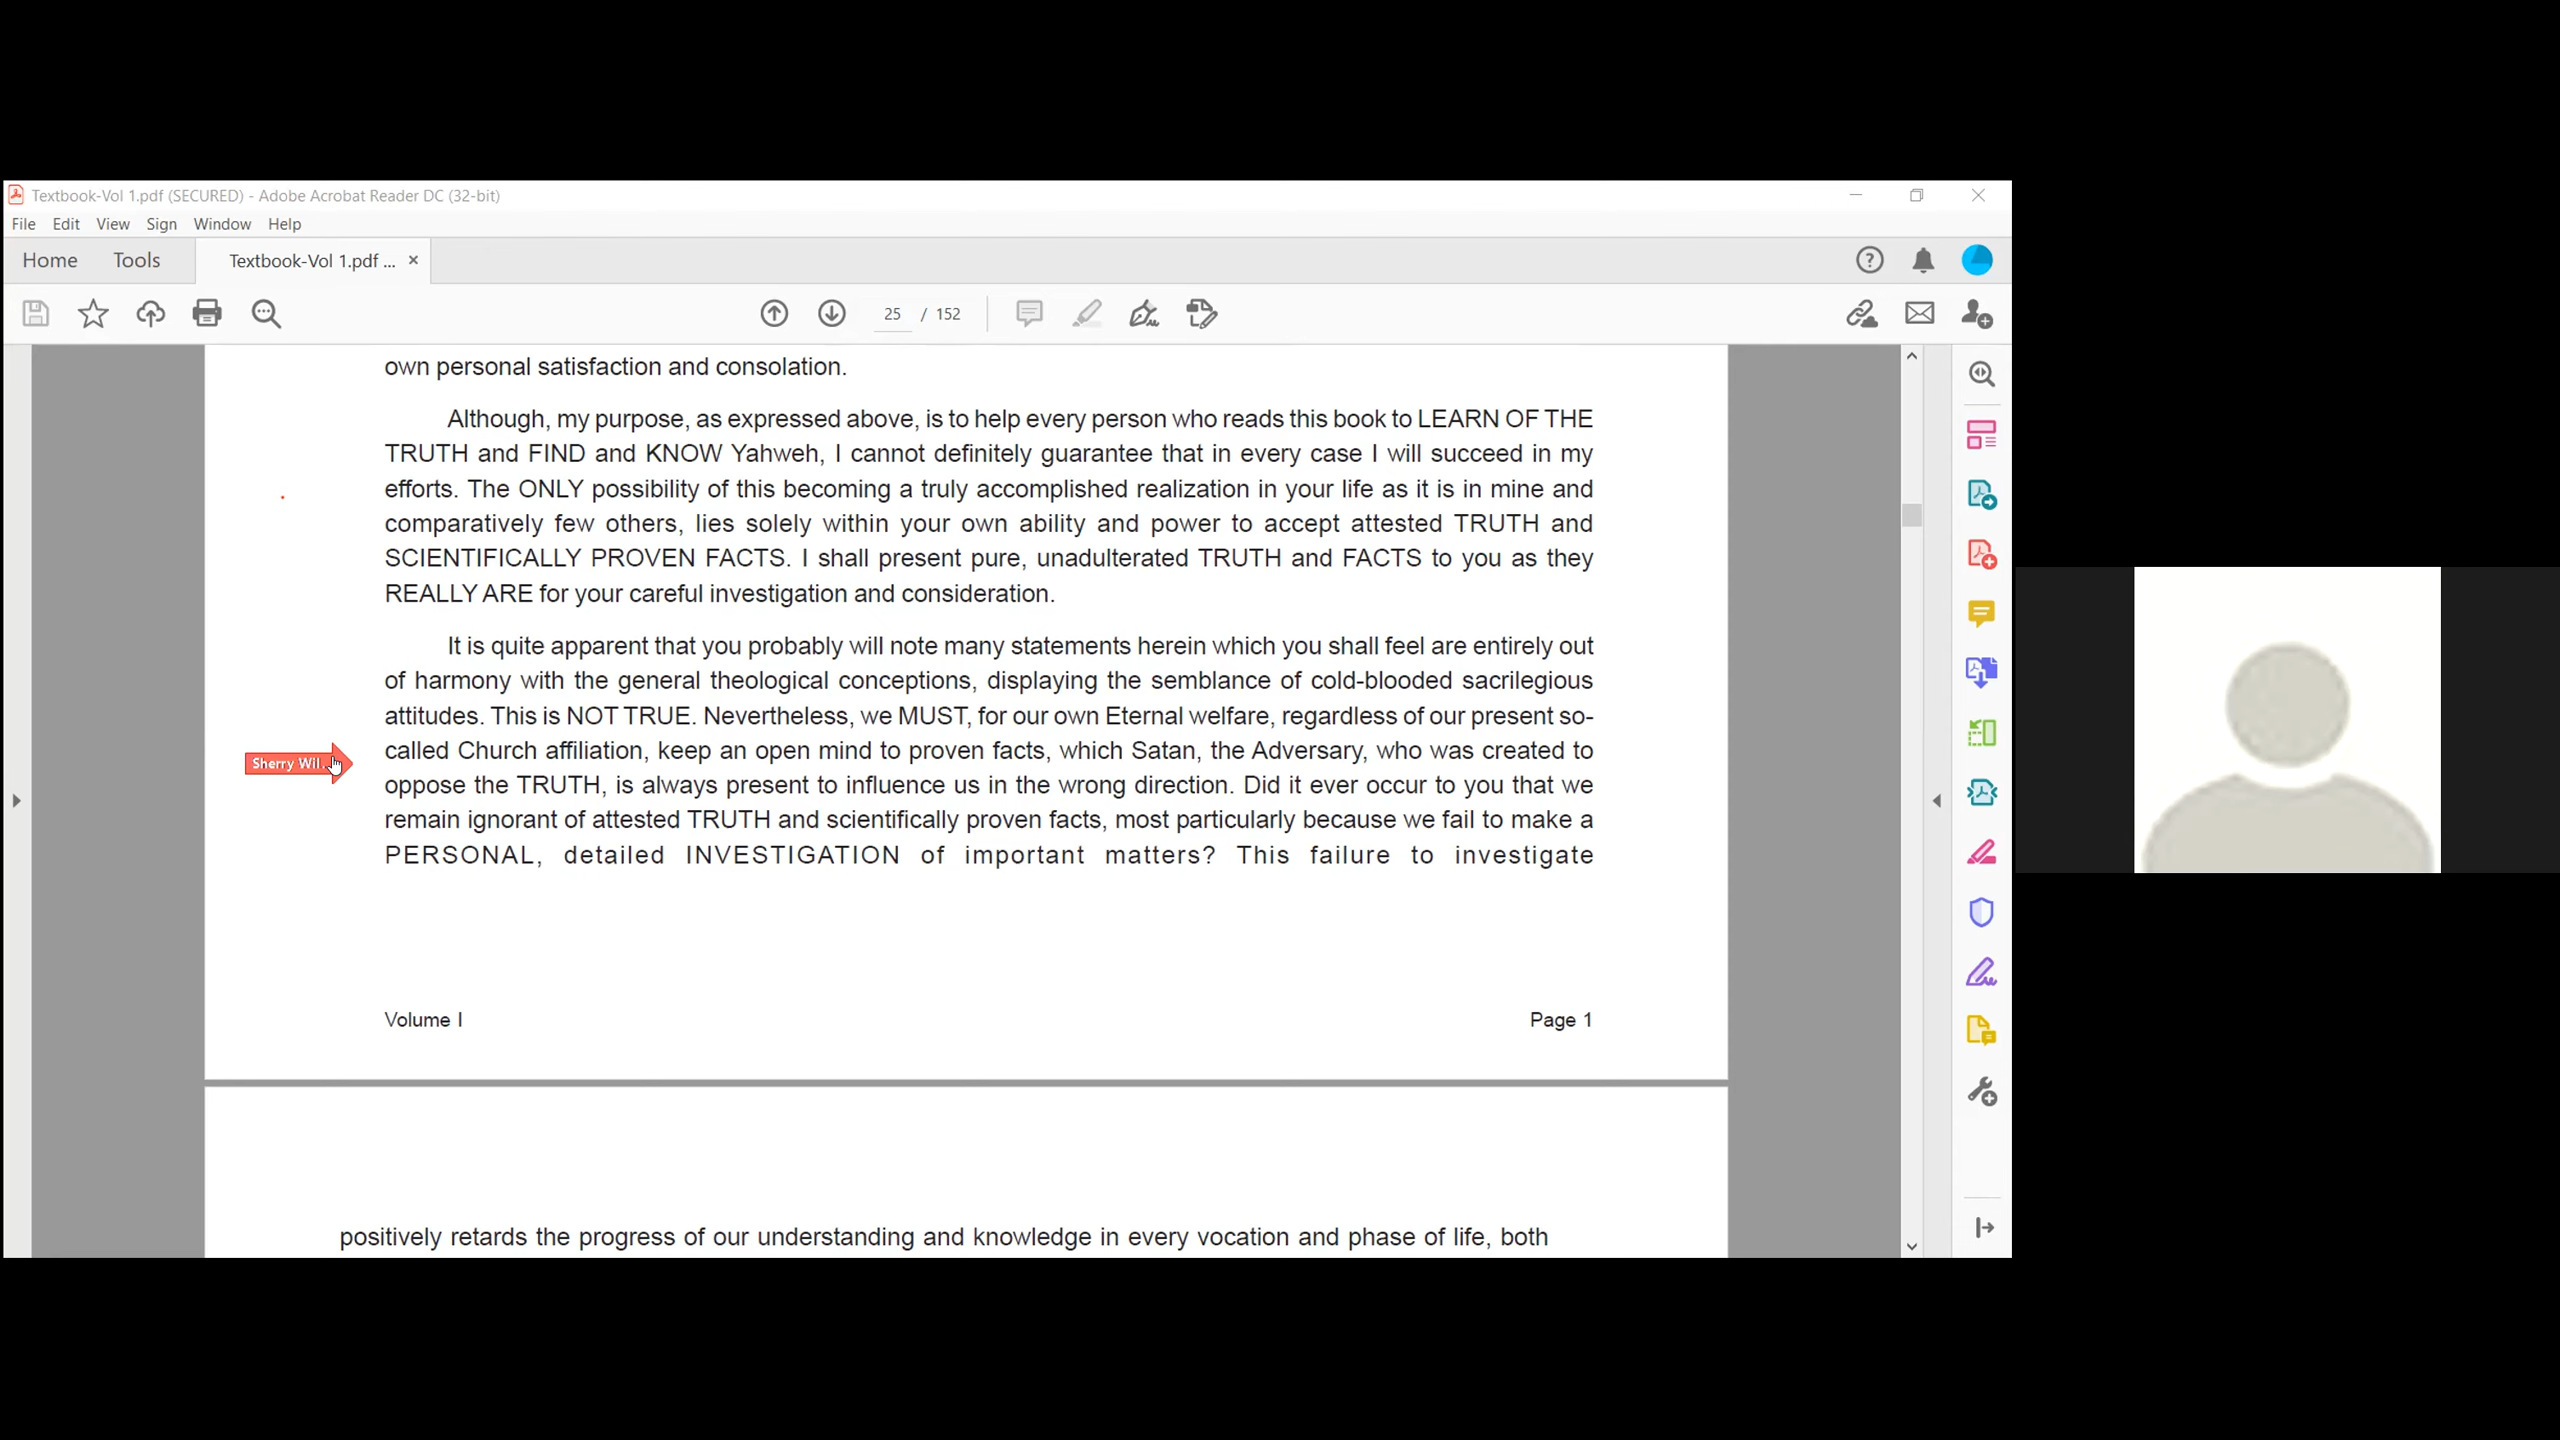 Textbook-Vol 1.pdf (SECURED) - Adobe Acrobat Reader DC (32-bit)
File Edit View Sign Window Help
Home Tools Textbook-Vol 1.pdf ... ×
25 / 152
own personal satisfaction and consolation.
Although, my purpose, as expressed above, is to help every person who reads this book to LEARN OF THE
TRUTH and FIND and KNOW Yahweh, I cannot definitely guarantee that in every case I will succeed in my
efforts. The ONLY possibility of this becoming a truly accomplished realization in your life as it is in mine and
comparatively few others, lies solely within your own ability and power to accept attested TRUTH and
SCIENTIFICALLY PROVEN FACTS. I shall present pure, unadulterated TRUTH and FACTS to you as they
REALLY ARE for your careful investigation and consideration.
It is quite apparent that you probably will note many statements herein which you shall feel are entirely out
of harmony with the general theological conceptions, displaying the semblance of cold-blooded sacrilegious
attitudes. This is NOT TRUE. Nevertheless, we MUST, for our own Eternal welfare, regardless of our present so-
called Church affiliation, keep an open mind to proven facts, which Satan, the Adversary, who was created to
Sherry Wil...
oppose the TRUTH, is always present to influence us in the wrong direction. Did it ever occur to you that we
remain ignorant of attested TRUTH and scientifically proven facts, most particularly because we fail to make a
PERSONAL, detailed INVESTIGATION of important matters? This failure to investigate
Volume I Page 1
positively retards the progress of our understanding and knowledge in every vocation and phase of life, both